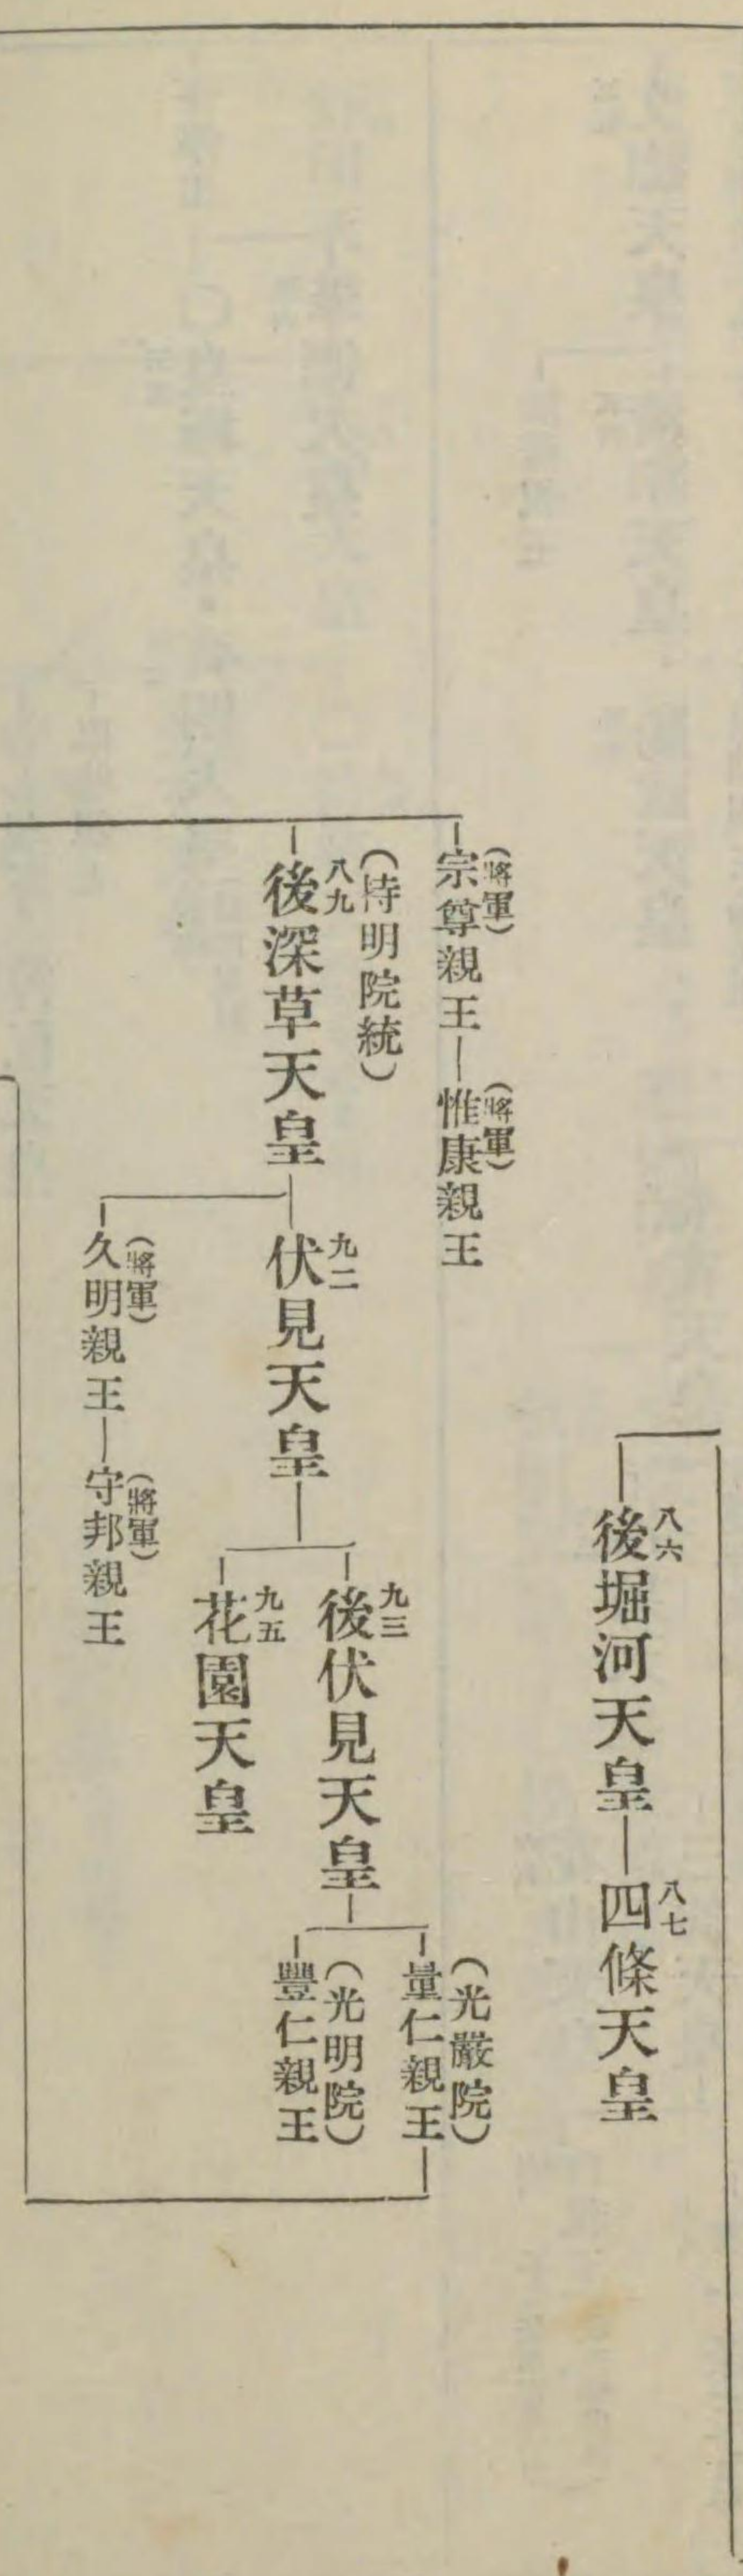 八六
後堀河天皇
八七
四條天皇
(將軍)
宗尊親王
(將軍)
惟康親王
(持明院統)
八九
後深草天皇
九二
伏見天皇
九三
後伏見天皇
(光嚴院)
量仁親王
(光明院)
豐仁親王
九五
花園天皇
(將軍)
久明親王
(將軍)
守邦親王